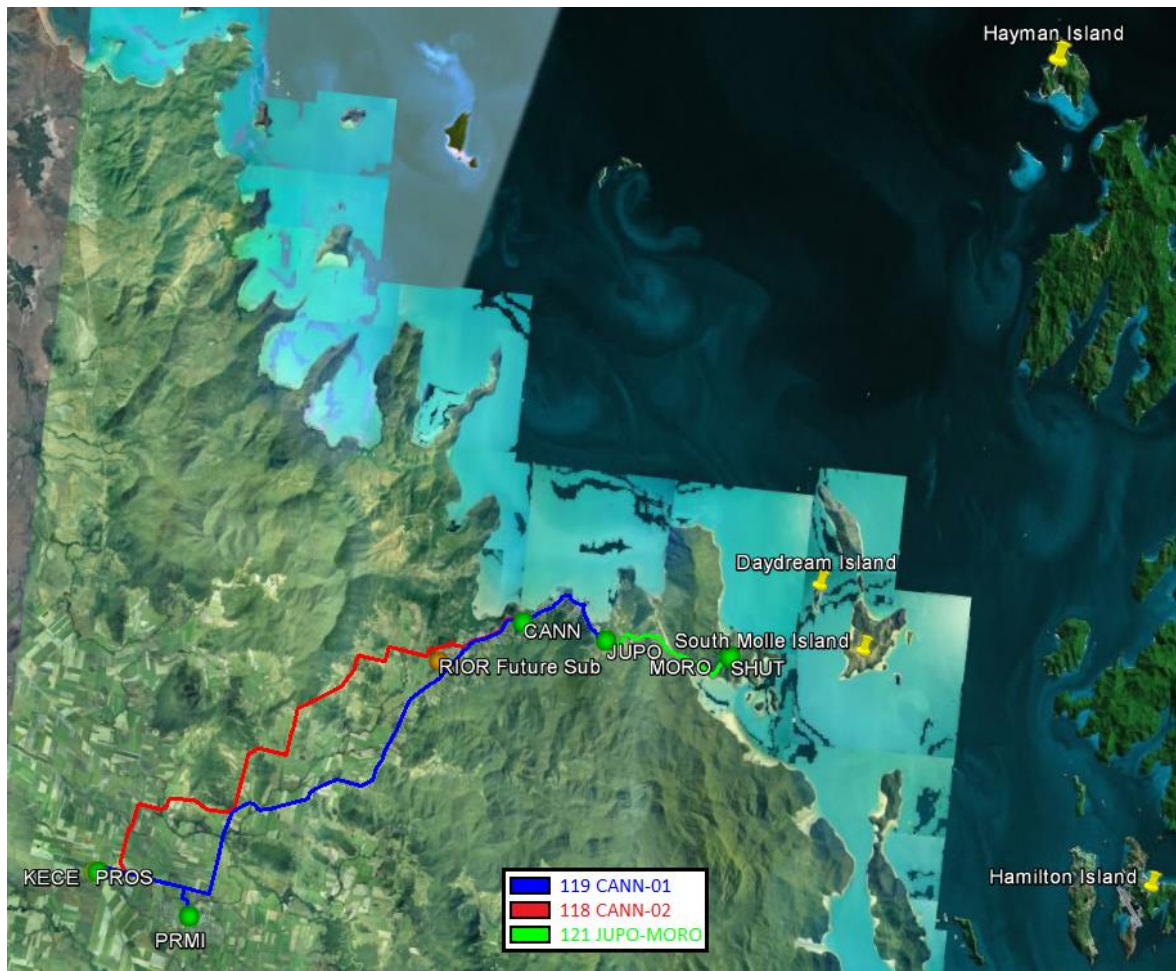 Hayman Island
Daydream Island
CANN
JUPO
South Molle Island
RIOR Future Sub
MORO
SHUT
KECE
PROS
Hamilton Island
PRMI
119 CANN-01
118 CANN-02
121 JUPO-MORO